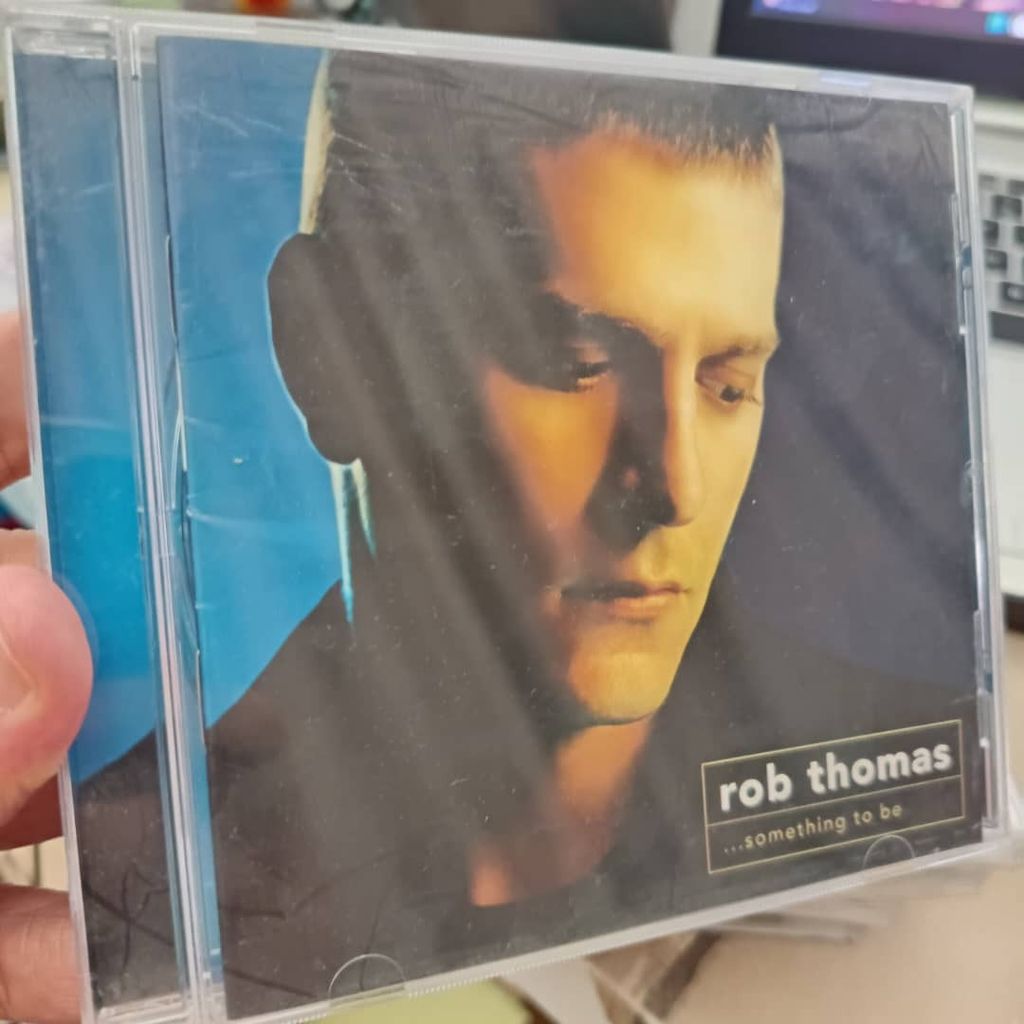 rob thomas
...something to be